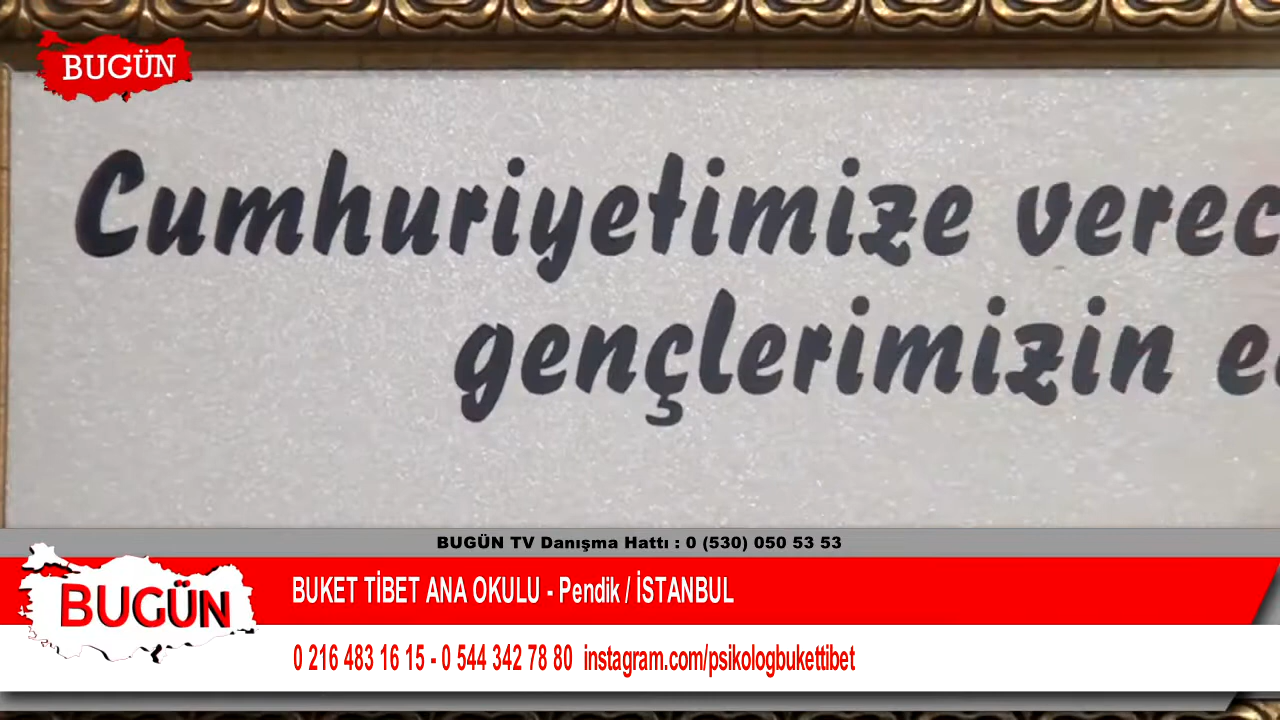 BUGÜN
Cumhuriyetimize verec
gençlerimizin e
BUGÜN TV Danışma Hattı : 0 (530) 050 53 53
BUGÜN
BUKET TİBET ANA OKULU - Pendik / İSTANBUL
0 216 483 16 15 - 0 544 342 78 80 instagram.com/psikologbukettibet